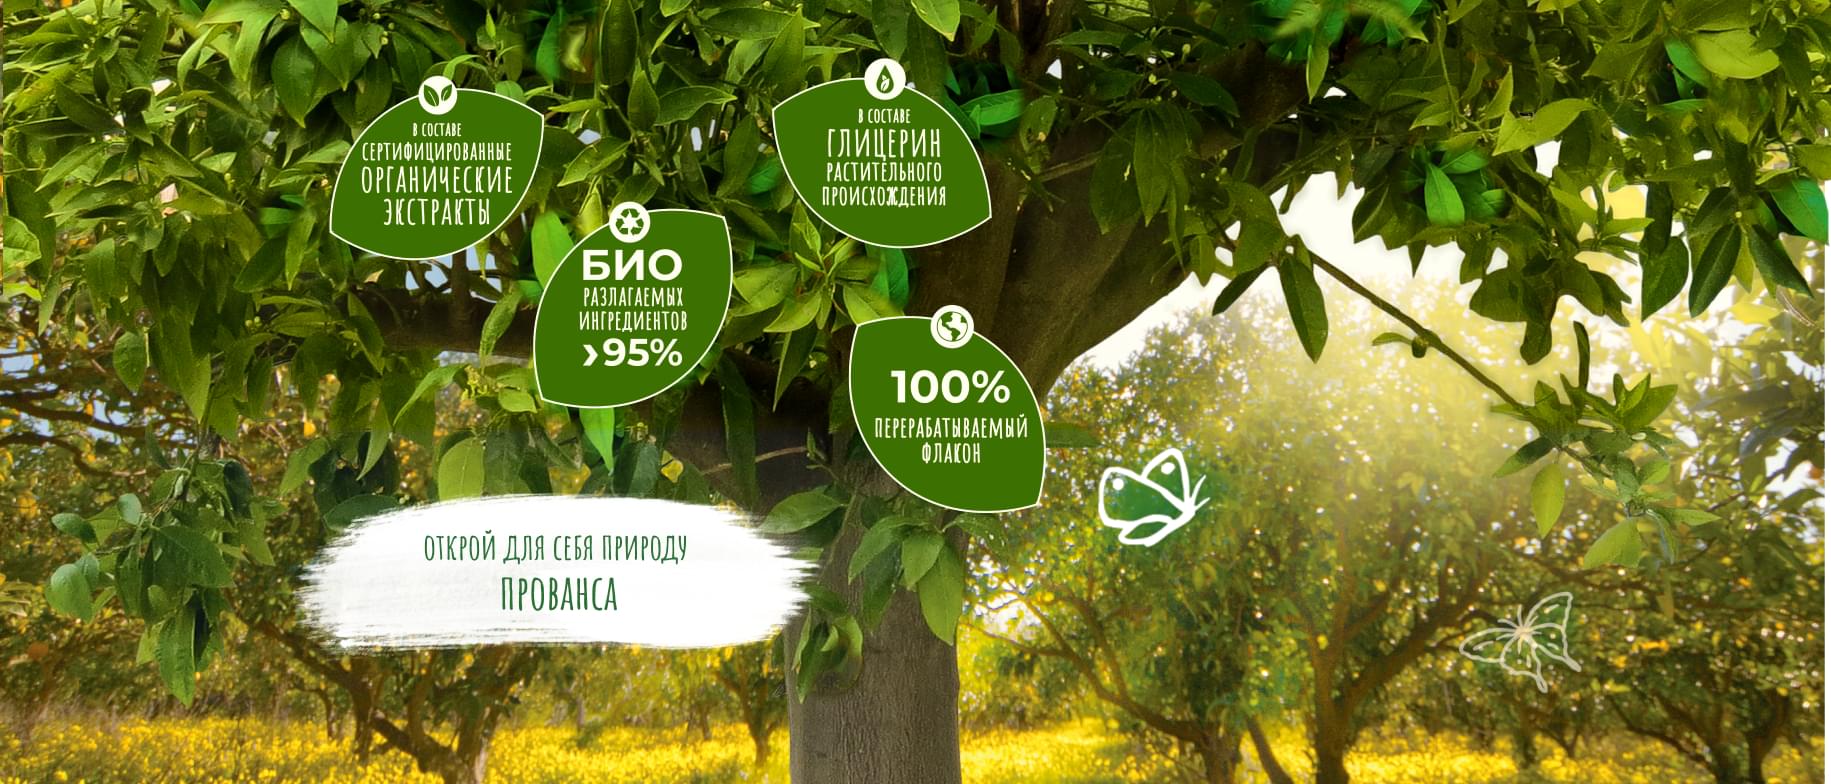 В СОСТАВЕ
СЕРТИФИЦИРОВАННЫЕ
ОРГАНИЧЕСКИЕ
ЭКСТРАКТЫ
БИО
РАЗЛАГАЕМЫХ
ИНГРЕДИЕНТОВ
>95%
В СОСТАВЕ
ГЛИЦЕРИН
РАСТИТЕЛЬНОГО
ПРОИСХОЖДЕНИЯ
100%
ПЕРЕРАБАТЫВАЕМЫЙ
ФЛАКОН
ОТКРОЙ ДЛЯ СЕБЯ ПРИРОДУ
ПРОВАНСА